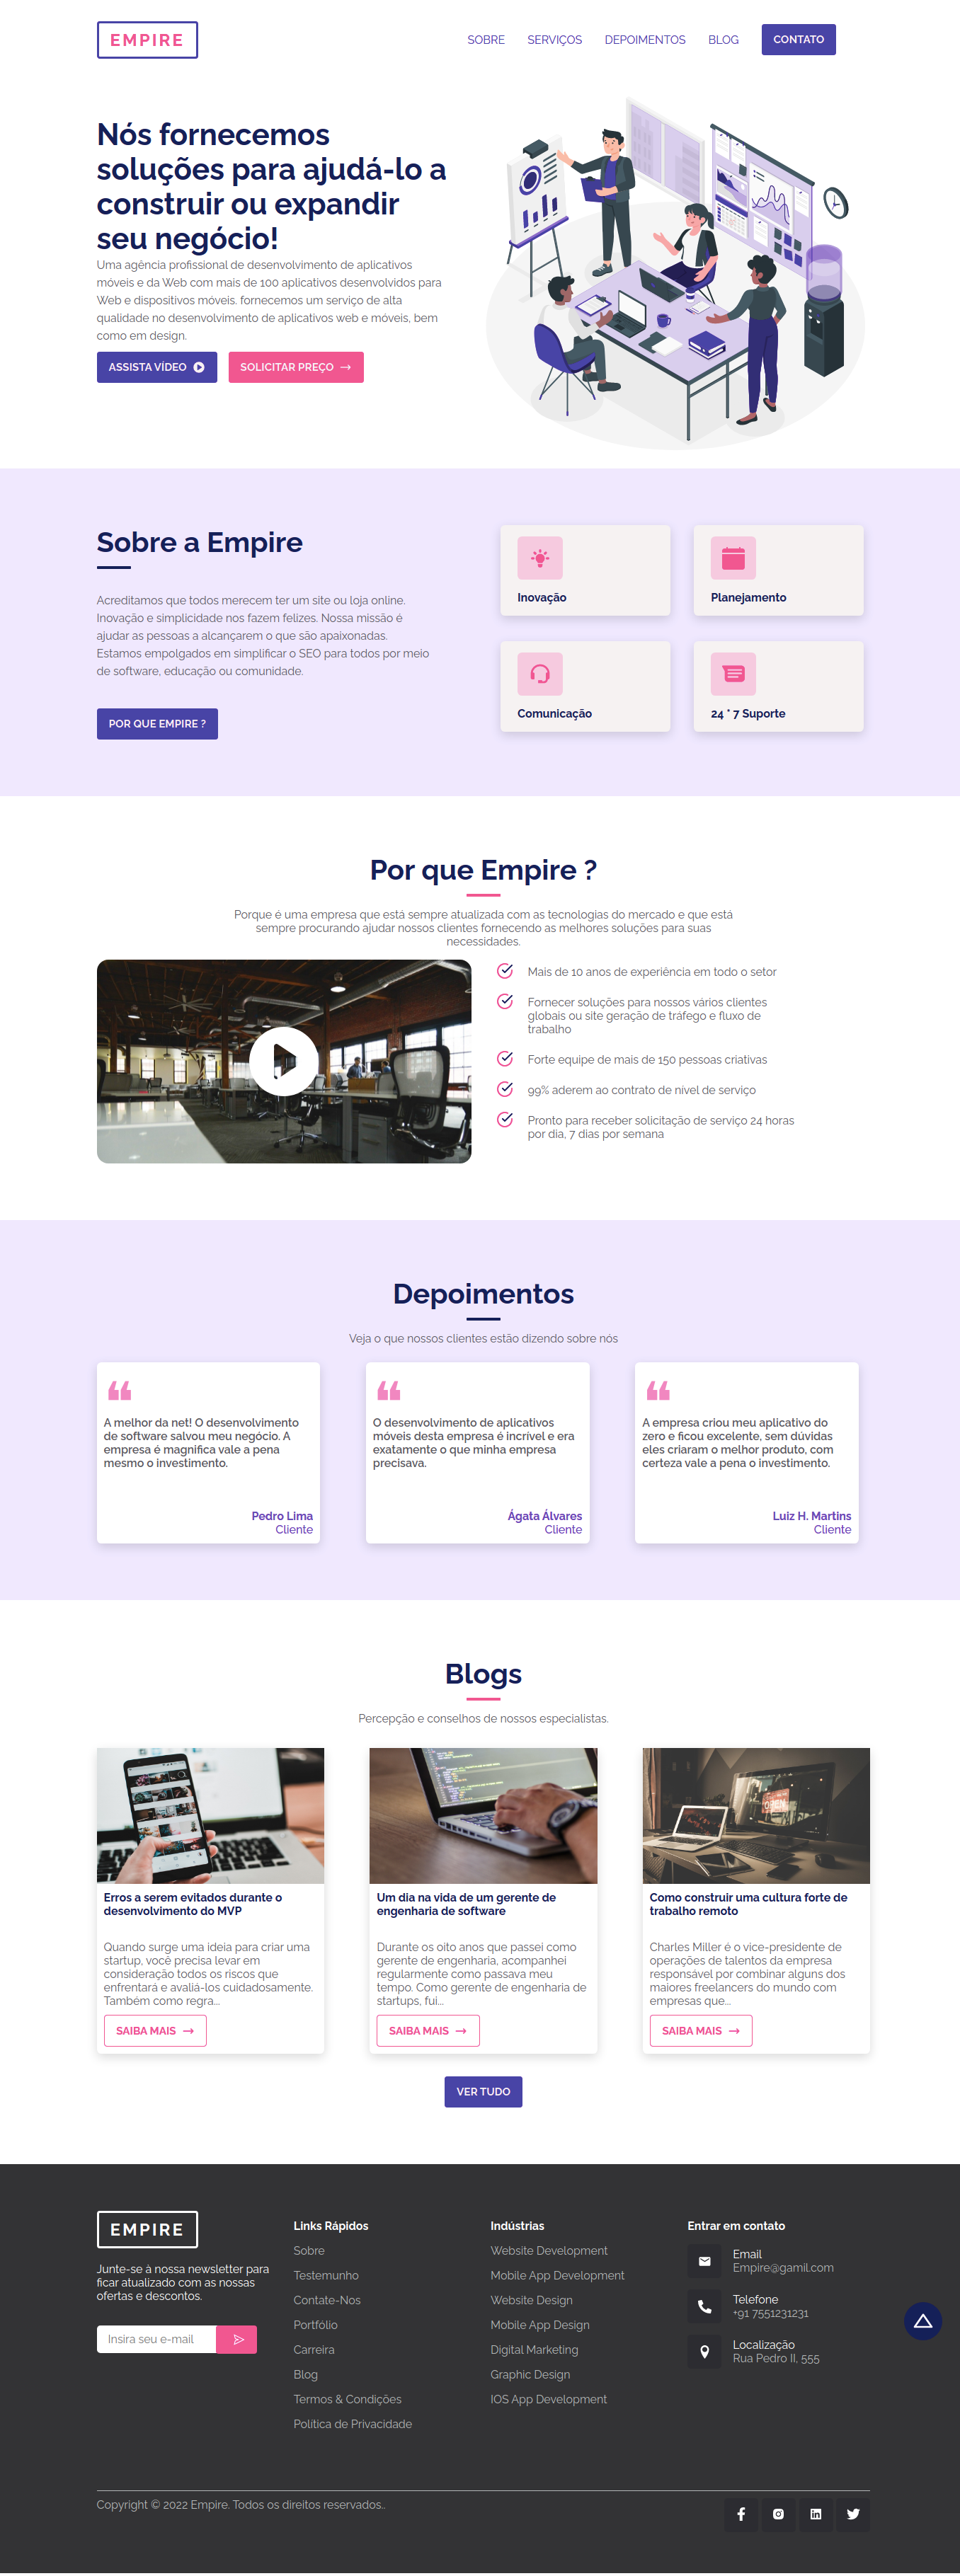 EMPIRE
SOBRE
SERVIÇOS
DEPOIMENTOS
BLOG
CONTATO
Nós fornecemos
soluções para ajudá-lo a
construir ou expandir
seu negócio!
Uma agência profissional de desenvolvimento de aplicativos
móveis e da Web com mais de 100 aplicativos desenvolvidos para
Web e dispositivos móveis. fornecemos um serviço de alta
qualidade no desenvolvimento de aplicativos web e móveis, bem
como em design.
ASSISTA VÍDEO
SOLICITAR PREÇO
Sobre a Empire
Acreditamos que todos merecem ter um site ou loja online.
Inovação e simplicidade nos fazem felizes. Nossa missão é
ajudar as pessoas a alcançarem o que são apaixonadas.
Estamos empolgados em simplificar o SEO para todos por meio
de software, educação ou comunidade.
POR QUE EMPIRE ?
Inovação
Planejamento
Comunicação
24 * 7 Suporte
Por que Empire ?
Porque é uma empresa que está sempre atualizada com as tecnologias do mercado e que está
sempre procurando ajudar nossos clientes fornecendo as melhores soluções para suas
necessidades.
Mais de 10 anos de experiência em todo o setor
Fornecer soluções para nossos vários clientes
globais ou site geração de tráfego e fluxo de
trabalho
Forte equipe de mais de 150 pessoas criativas
99% aderem ao contrato de nível de serviço
Pronto para receber solicitação de serviço 24 horas
por dia, 7 dias por semana
Depoimentos
Veja o que nossos clientes estão dizendo sobre nós
A melhor da net! O desenvolvimento
de software salvou meu negócio. A
empresa é magnifica vale a pena
mesmo o investimento.
Pedro Lima
Cliente
O desenvolvimento de aplicativos
móveis desta empresa é incrível e era
exatamente o que minha empresa
precisava.
Ágata Álvares
Cliente
A empresa criou meu aplicativo do
zero e ficou excelente, sem dúvidas
eles criaram o melhor produto, com
certeza vale a pena o investimento.
Luiz H. Martins
Cliente
Blogs
Percepção e conselhos de nossos especialistas.
Erros a serem evitados durante o
desenvolvimento do MVP
Quando surge uma ideia para criar uma
startup, você precisa levar em
consideração todos os riscos que
enfrentará e avaliá-los cuidadosamente.
Também como regra...
SAIBA MAIS
Um dia na vida de um gerente de
engenharia de software
Durante os oito anos que passei como
gerente de engenharia, acompanhei
regularmente como passava meu
tempo. Como gerente de engenharia de
startups, fui...
SAIBA MAIS
OPEN
Como construir uma cultura forte de
trabalho remoto
Charles Miller é o vice-presidente de
operações de talentos da empresa
responsável por combinar alguns dos
maiores freelancers do mundo com
empresas que...
SAIBA MAIS
VER TUDO
EMPIRE
Junte-se à nossa newsletter para
ficar atualizado com as nossas
ofertas e descontos.
Insira seu e-mail
Links Rápidos
Sobre
Testemunho
Contate-Nos
Portfólio
Carreira
Blog
Termos & Condições
Política de Privacidade
Indústrias
Website Development
Mobile App Development
Website Design
Mobile App Design
Digital Marketing
Graphic Design
IOS App Development
Entrar em contato
Email
Empire@gamil.com
Telefone
+91 7551231231
Localização
Rua Pedro II, 555
Copyright © 2022 Empire. Todos os direitos reservados..